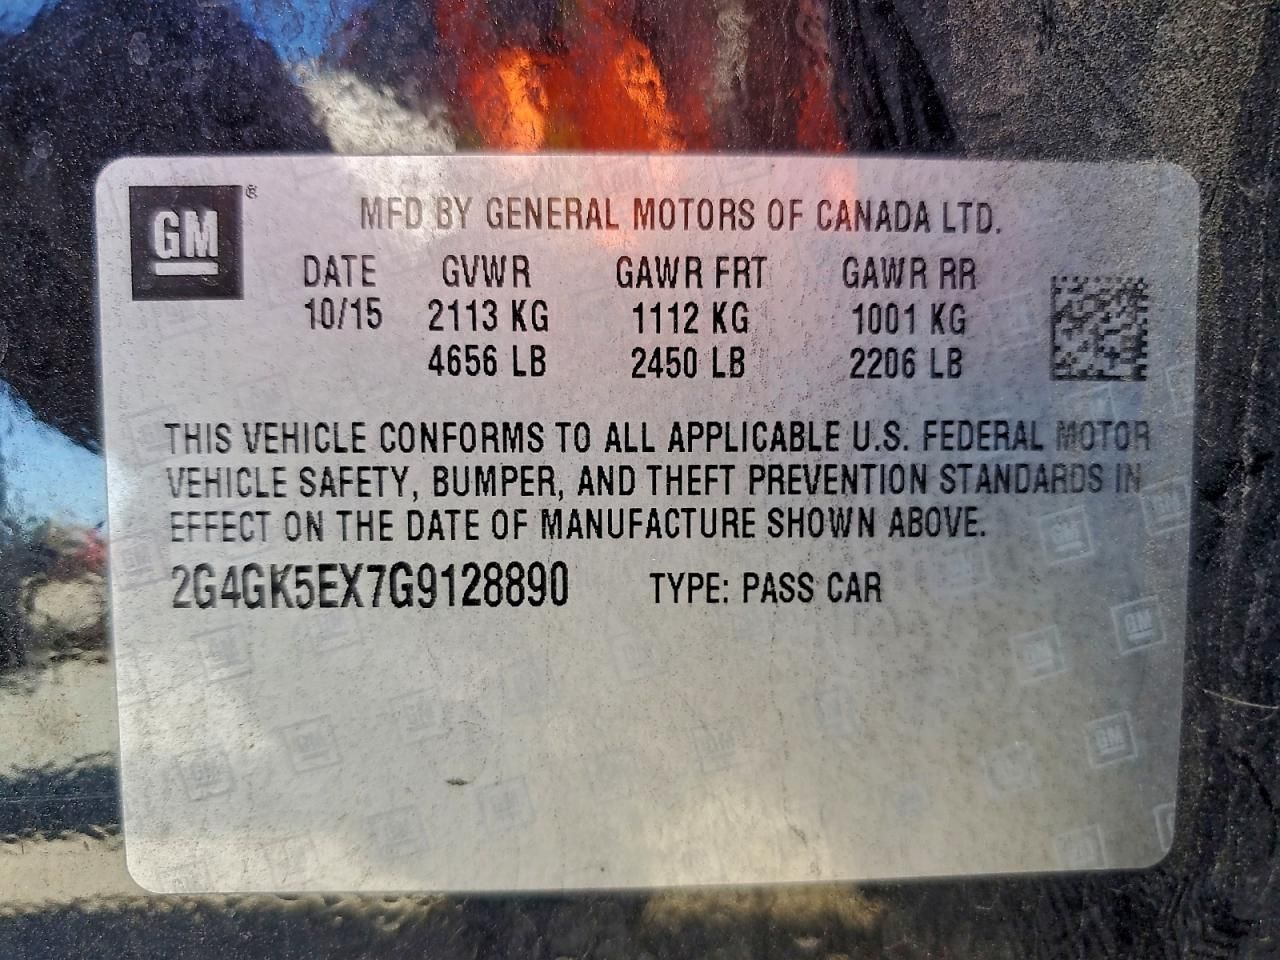 GM ®
MFD BY GENERAL MOTORS OF CANADA LTD.
DATE GVWR GAWR FRT GAWR RR
10/15 2113 KG 1112 KG 1001 KG
4656 LB 2450 LB 2206 LB
THIS VEHICLE CONFORMS TO ALL APPLICABLE U.S. FEDERAL MOTOR
VEHICLE SAFETY, BUMPER, AND THEFT PREVENTION STANDARDS IN
EFFECT ON THE DATE OF MANUFACTURE SHOWN ABOVE.
2G4GK5EX7G9128890 TYPE: PASS CAR